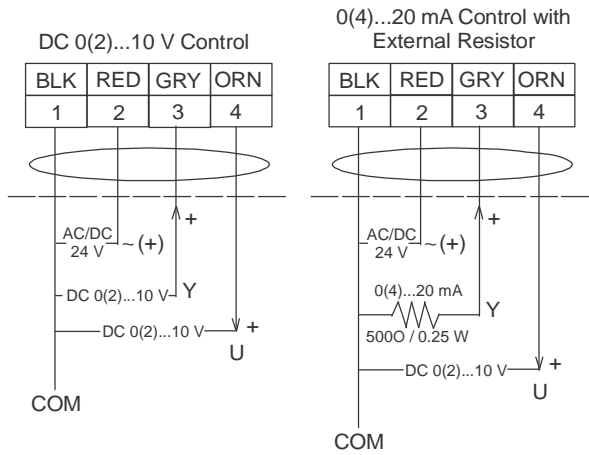 DC 0(2)...10 V Control
BLK RED GRY ORN
1 2 3 4
AC/DC
24 V
~ (+)
+
DC 0(2)...10 V
Y
DC 0(2)...10 V
+
U
COM
0(4)...20 mA Control with
External Resistor
BLK RED GRY ORN
1 2 3 4
AC/DC
24 V
~ (+)
+
0(4)...20 mA
Y
500O / 0.25 W
DC 0(2)...10 V
+
U
COM